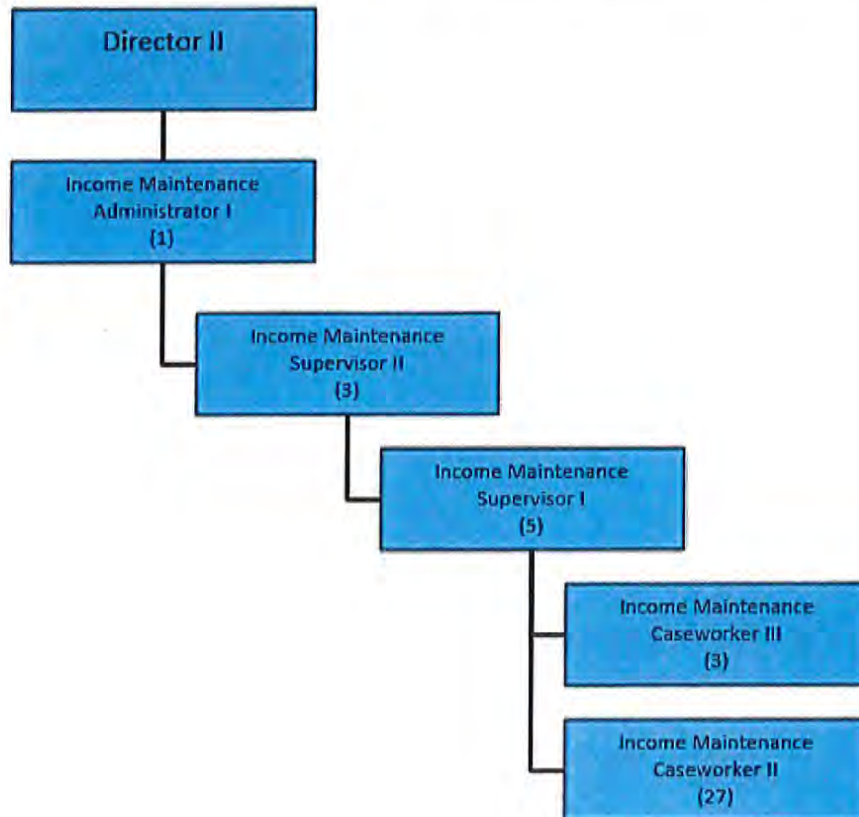 Director II
Income Maintenance
Administrator I
(1)
Income Maintenance
Supervisor II
(3)
Income Maintenance
Supervisor I
(5)
Income Maintenance
Caseworker III
(3)
Income Maintenance
Caseworker II
(27)